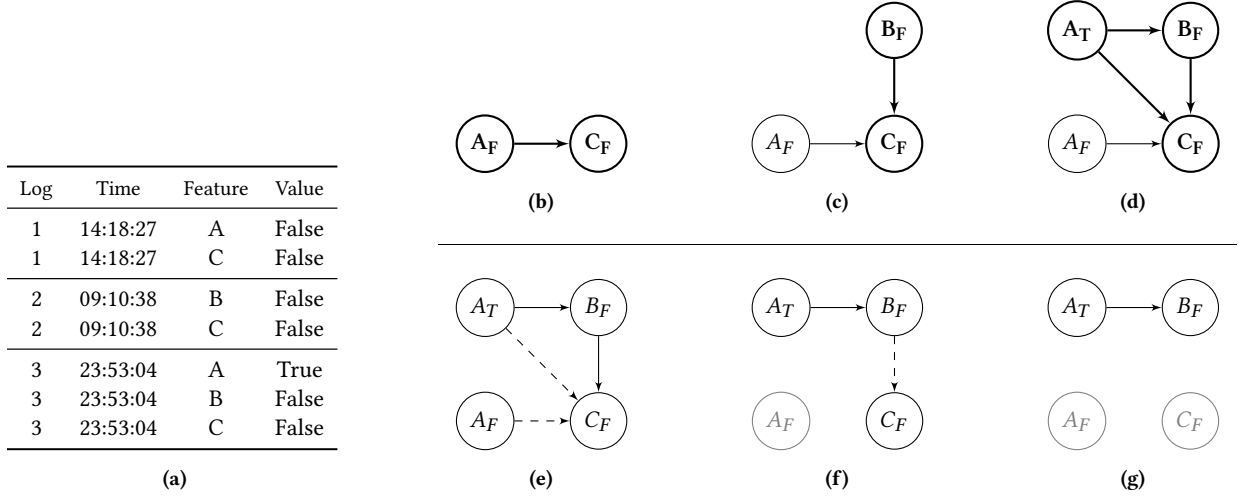 Log Time Feature Value
1 14:18:27 A False
1 14:18:27 C False
2 09:10:38 B False
2 09:10:38 C False
3 23:53:04 A True
3 23:53:04 B False
3 23:53:04 C False
(a)
A_F C_F
(b)
B_F
A_F C_F
(c)
A_T B_F
A_F C_F
(d)
A_T B_F
A_F C_F
(e)
A_T B_F
A_F C_F
(f)
A_T B_F
A_F C_F
(g)